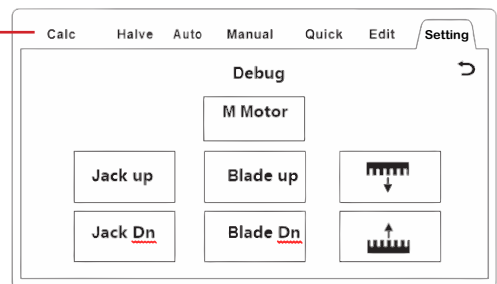 Calc Halve Auto Manual Quick Edit Setting
Debug
M Motor
Jack up Blade up
Jack Dn Blade Dn